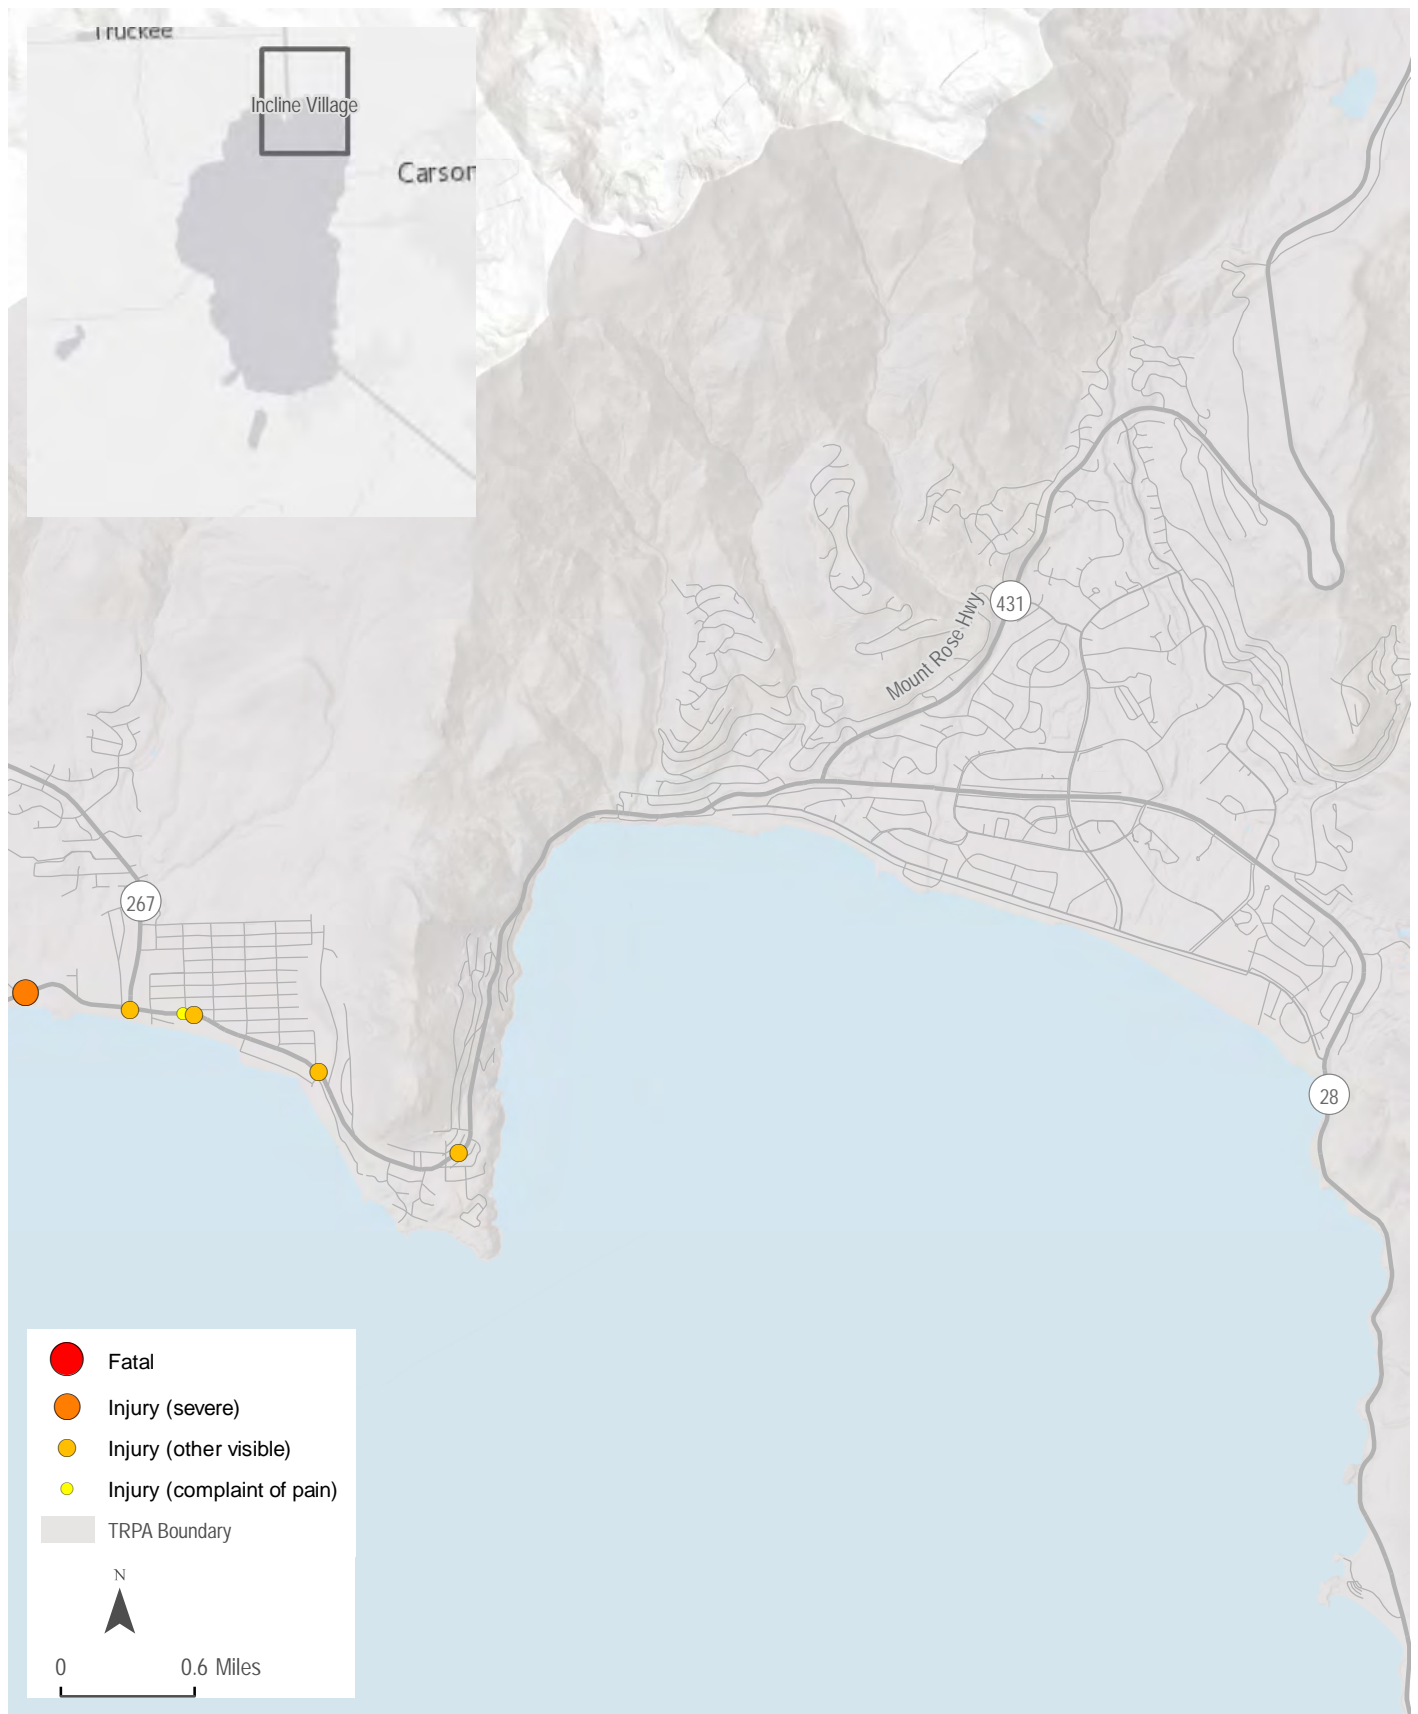 Truckee
Incline Village
Carson
431
Mount Rose Hwy
267
28
Fatal
Injury (severe)
Injury (other visible)
Injury (complaint of pain)
TRPA Boundary
N
0
0.6 Miles